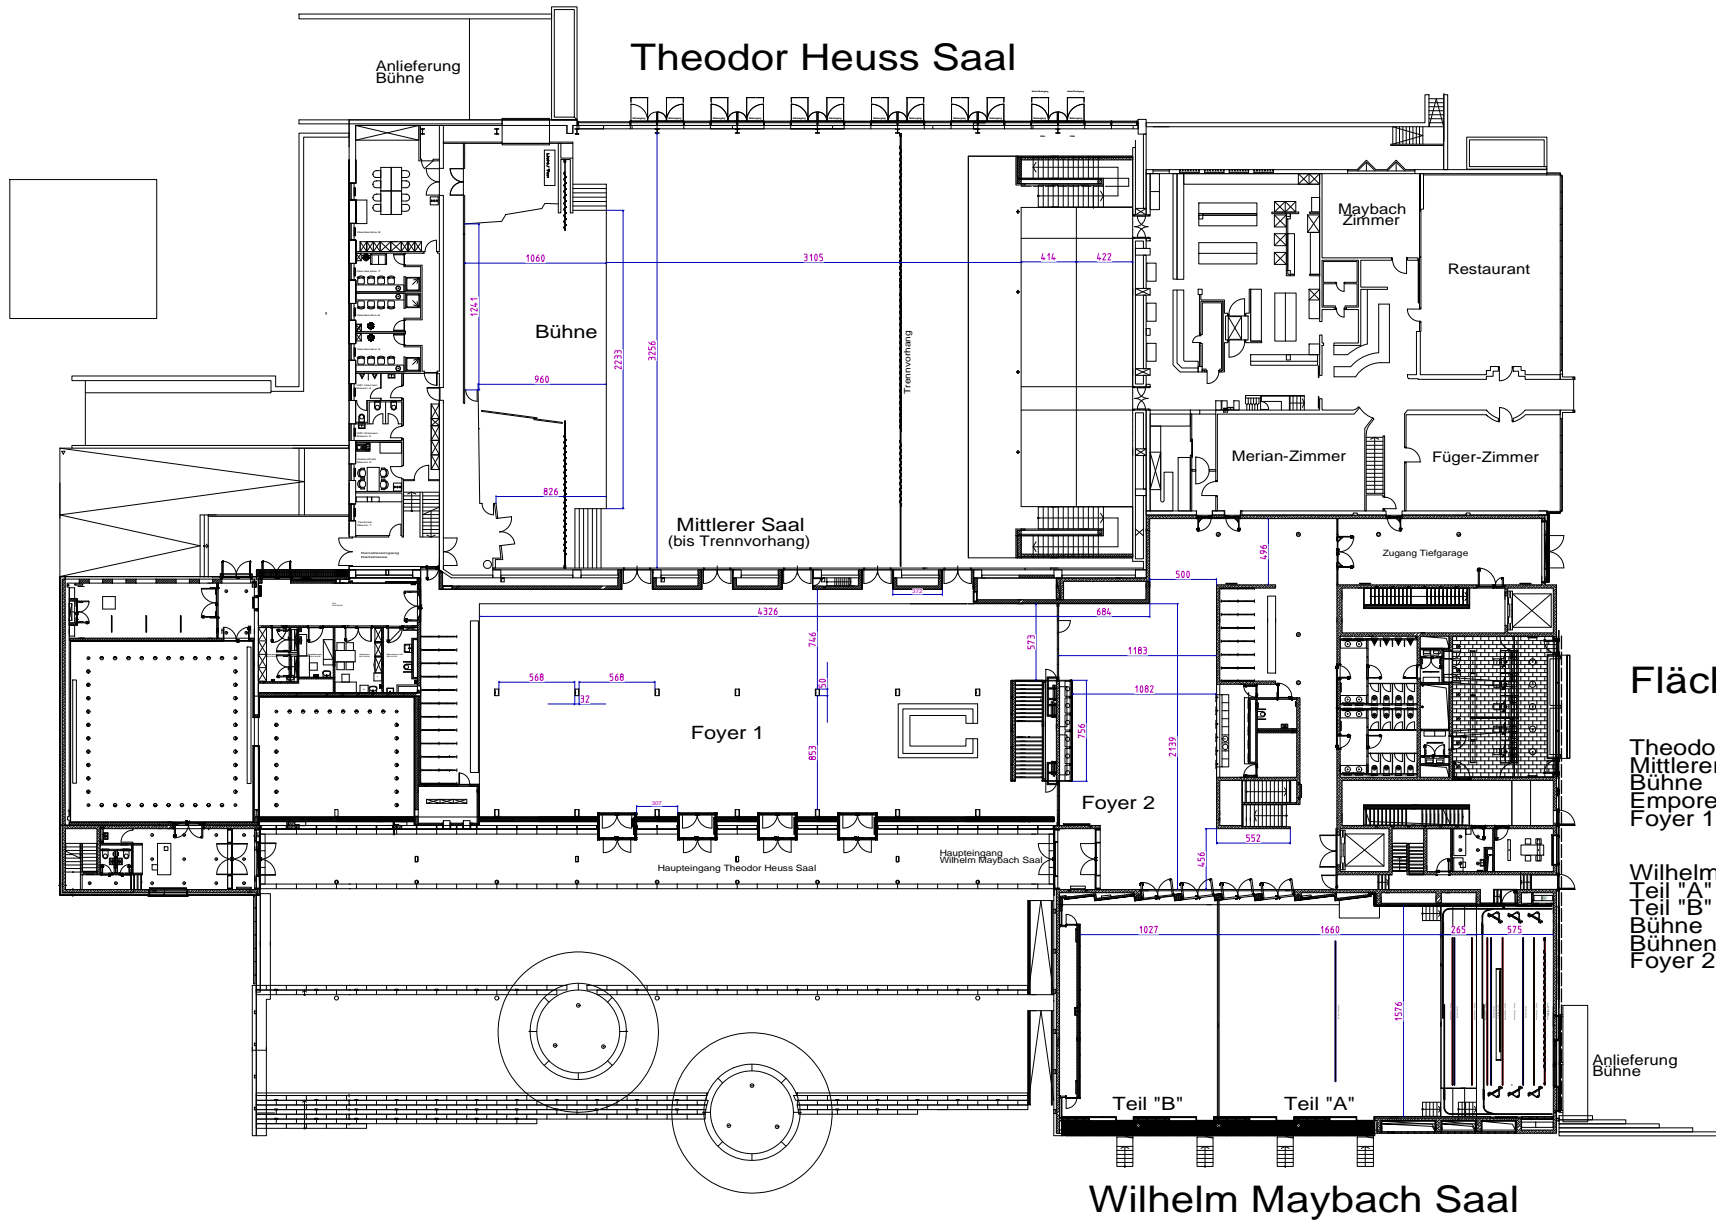 Theodor Heuss Saal
Anlieferung
Bühne
Maybach
Zimmer
Restaurant
1060
3105
414
422
1241
Bühne
2233
3256
Trennvorhang
960
Merian-Zimmer
Füger-Zimmer
826
Mittlerer Saal
(bis Trennvorhang)
496
Zugang Tiefgarage
500
372
4326
684
746
573
1183
568
568
50
32
1082
Foyer 1
756
2139
853
Foyer 2
307
552
456
Haupteingang Theodor Heuss Saal
Haupteingang
Wilhelm Maybach Saal
1027
1660
265
575
1576
Teil "B"
Teil "A"
Anlieferung
Bühne
Wilhelm Maybach Saal
Fläch
Theodo
Mittlerer
Bühne
Empore
Foyer 1
Wilhelm
Teil "A"
Teil "B"
Bühne
Bühnen
Foyer 2